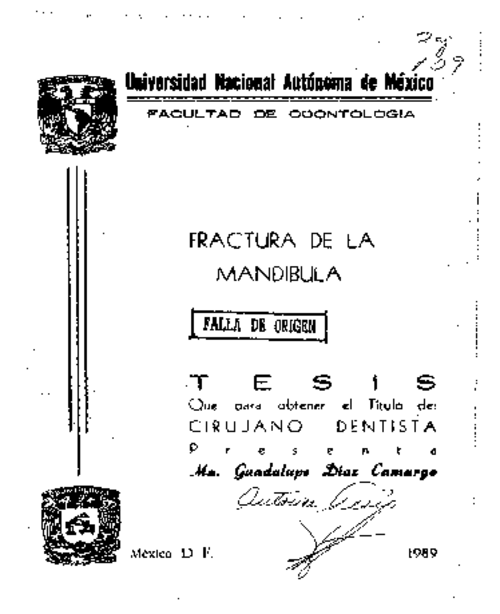 Universidad Nacional Autónoma de México
FACULTAD DE ODONTOLOGIA
FRACTURA DE LA
MANDIBULA
FALLA DE ORIGEN
T E S I S
Que para obtener el Título de:
CIRUJANO DENTISTA
P r e s e n t a
Ma. Guadalupe Díaz Camargo
México D F.
1989